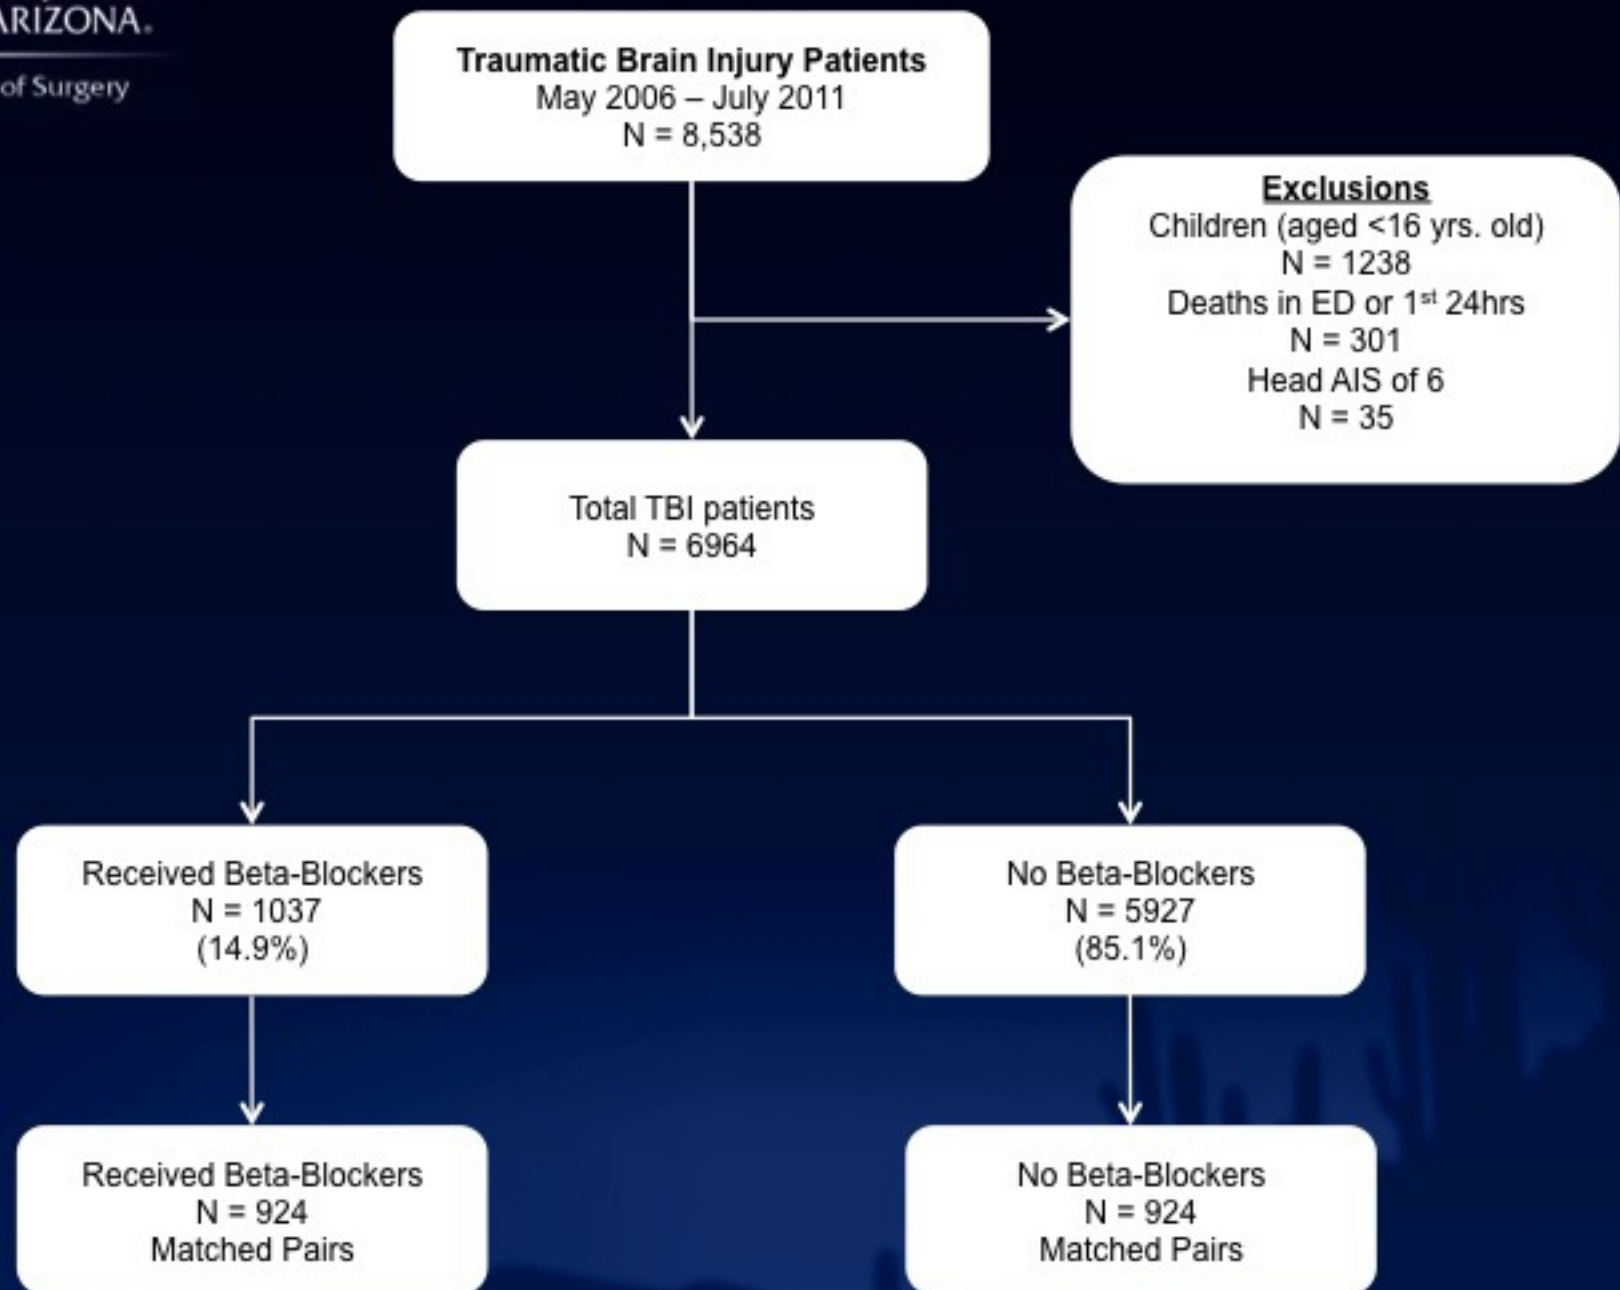 ARIZONA.
of Surgery
Traumatic Brain Injury Patients
May 2006 – July 2011
N = 8,538
Exclusions
Children (aged <16 yrs. old)
N = 1238
Deaths in ED or 1st 24hrs
N = 301
Head AIS of 6
N = 35
Total TBI patients
N = 6964
Received Beta-Blockers
N = 1037
(14.9%)
No Beta-Blockers
N = 5927
(85.1%)
Received Beta-Blockers
N = 924
Matched Pairs
No Beta-Blockers
N = 924
Matched Pairs